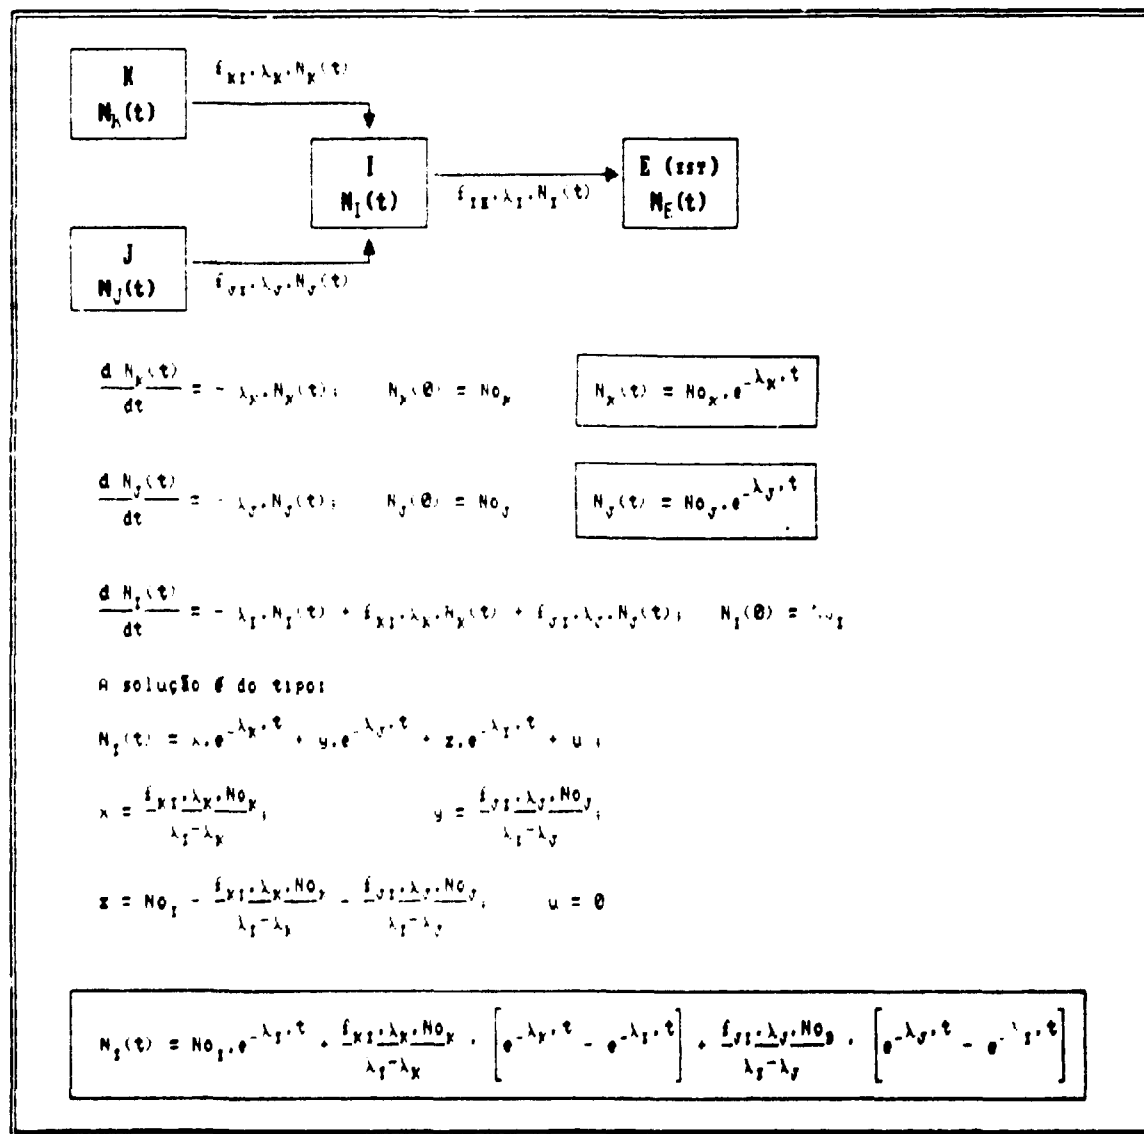 K
N_K(t)
f_KI.λ_K.N_K(t)
I
N_I(t)
f_IE.λ_I.N_I(t)
E (EST)
N_E(t)
J
N_J(t)
f_JI.λ_J.N_J(t)
d N_K(t)/dt = - λ_K.N_K(t); N_K(0) = No_K
N_K(t) = No_K.e^-λ_K.t
d N_J(t)/dt = - λ_J.N_J(t); N_J(0) = No_J
N_J(t) = No_J.e^-λ_J.t
d N_I(t)/dt = - λ_I.N_I(t) + f_KI.λ_K.N_K(t) + f_JI.λ_J.N_J(t); N_I(0) = No_I
A solução é do tipo:
N_I(t) = x.e^-λ_K.t + y.e^-λ_J.t + z.e^-λ_I.t + u ;
x = f_KI.λ_K.No_K/λ_I-λ_K; y = f_JI.λ_J.No_J/λ_I-λ_J;
z = No_I - f_KI.λ_K.No_K/λ_I-λ_K - f_JI.λ_J.No_J/λ_I-λ_J; u = 0
N_I(t) = No_I.e^-λ_I.t + f_KI.λ_K.No_K/λ_I-λ_K . [e^-λ_K.t - e^-λ_I.t] + f_JI.λ_J.No_J/λ_I-λ_J . [e^-λ_J.t - e^-λ_I.t]